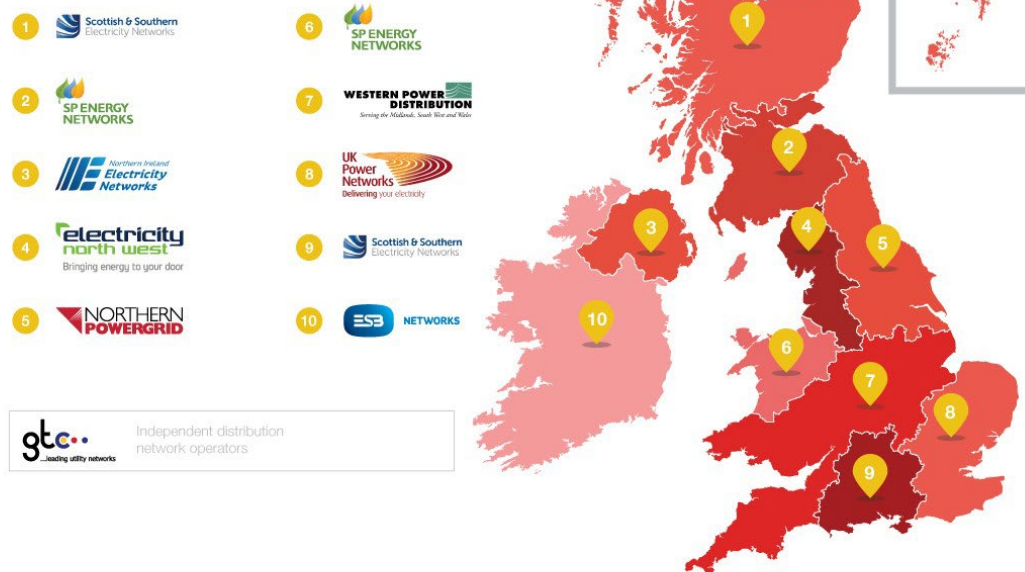 1
Scottish & Southern
Electricity Networks
2
SP ENERGY
NETWORKS
3
Northern Ireland
Electricity
Networks
4
electricity
north west
Bringing energy to your door
5
NORTHERN
POWERGRID
6
SP ENERGY
NETWORKS
7
WESTERN POWER
DISTRIBUTION
Serving the Midlands, South West and Wales
8
UK
Power
Networks
Delivering your electricity
9
Scottish & Southern
Electricity Networks
10
ESB NETWORKS
gtc
...leading utility networks
Independent distribution
network operators
1
2
3
4
5
10
6
7
8
9